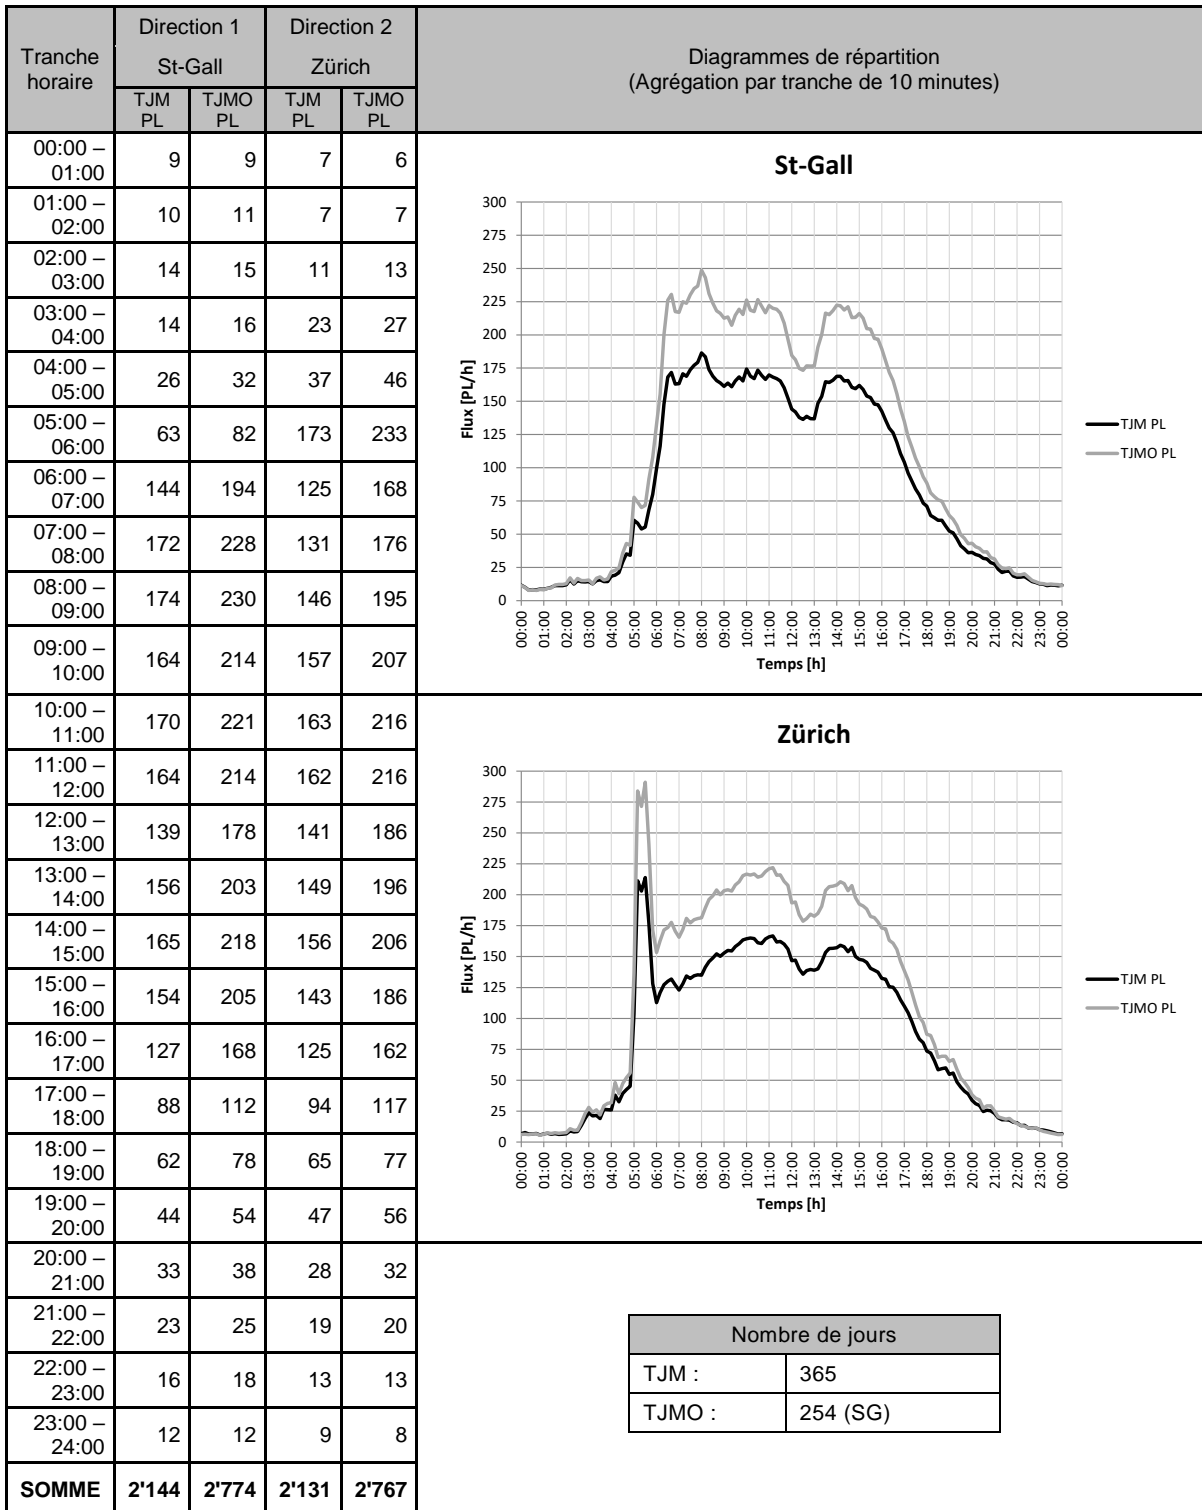 Tranche horaire
Direction 1
St-Gall
Direction 2
Zürich
Diagrammes de répartition
(Agrégation par tranche de 10 minutes)
TJM PL
TJMO PL
TJM PL
TJMO PL
00:00 – 01:00 9 9 7 6
01:00 – 02:00 10 11 7 7
02:00 – 03:00 14 15 11 13
03:00 – 04:00 14 16 23 27
04:00 – 05:00 26 32 37 46
05:00 – 06:00 63 82 173 233
06:00 – 07:00 144 194 125 168
07:00 – 08:00 172 228 131 176
08:00 – 09:00 174 230 146 195
09:00 – 10:00 164 214 157 207
10:00 – 11:00 170 221 163 216
11:00 – 12:00 164 214 162 216
12:00 – 13:00 139 178 141 186
13:00 – 14:00 156 203 149 196
14:00 – 15:00 165 218 156 206
15:00 – 16:00 154 205 143 186
16:00 – 17:00 127 168 125 162
17:00 – 18:00 88 112 94 117
18:00 – 19:00 62 78 65 77
19:00 – 20:00 44 54 47 56
20:00 – 21:00 33 38 28 32
21:00 – 22:00 23 25 19 20
22:00 – 23:00 16 18 13 13
23:00 – 24:00 12 12 9 8
SOMME 2'144 2'774 2'131 2'767
St-Gall
300
275
250
225
200
175
150
125
100
75
50
25
0
Flux [PL/h]
00:00 01:00 02:00 03:00 04:00 05:00 06:00 07:00 08:00 09:00 10:00 11:00 12:00 13:00 14:00 15:00 16:00 17:00 18:00 19:00 20:00 21:00 22:00 23:00 00:00
Temps [h]
TJM PL
TJMO PL
Zürich
300
275
250
225
200
175
150
125
100
75
50
25
0
Flux [PL/h]
00:00 01:00 02:00 03:00 04:00 05:00 06:00 07:00 08:00 09:00 10:00 11:00 12:00 13:00 14:00 15:00 16:00 17:00 18:00 19:00 20:00 21:00 22:00 23:00 00:00
Temps [h]
TJM PL
TJMO PL
Nombre de jours
TJM : 365
TJMO : 254 (SG)